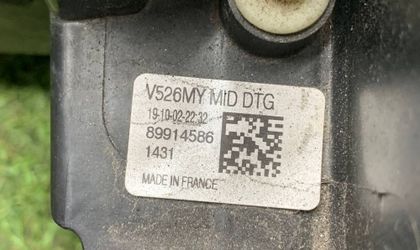 V526MY MID DTG
19-10-02-22:32
89914586
1431
MADE IN FRANCE